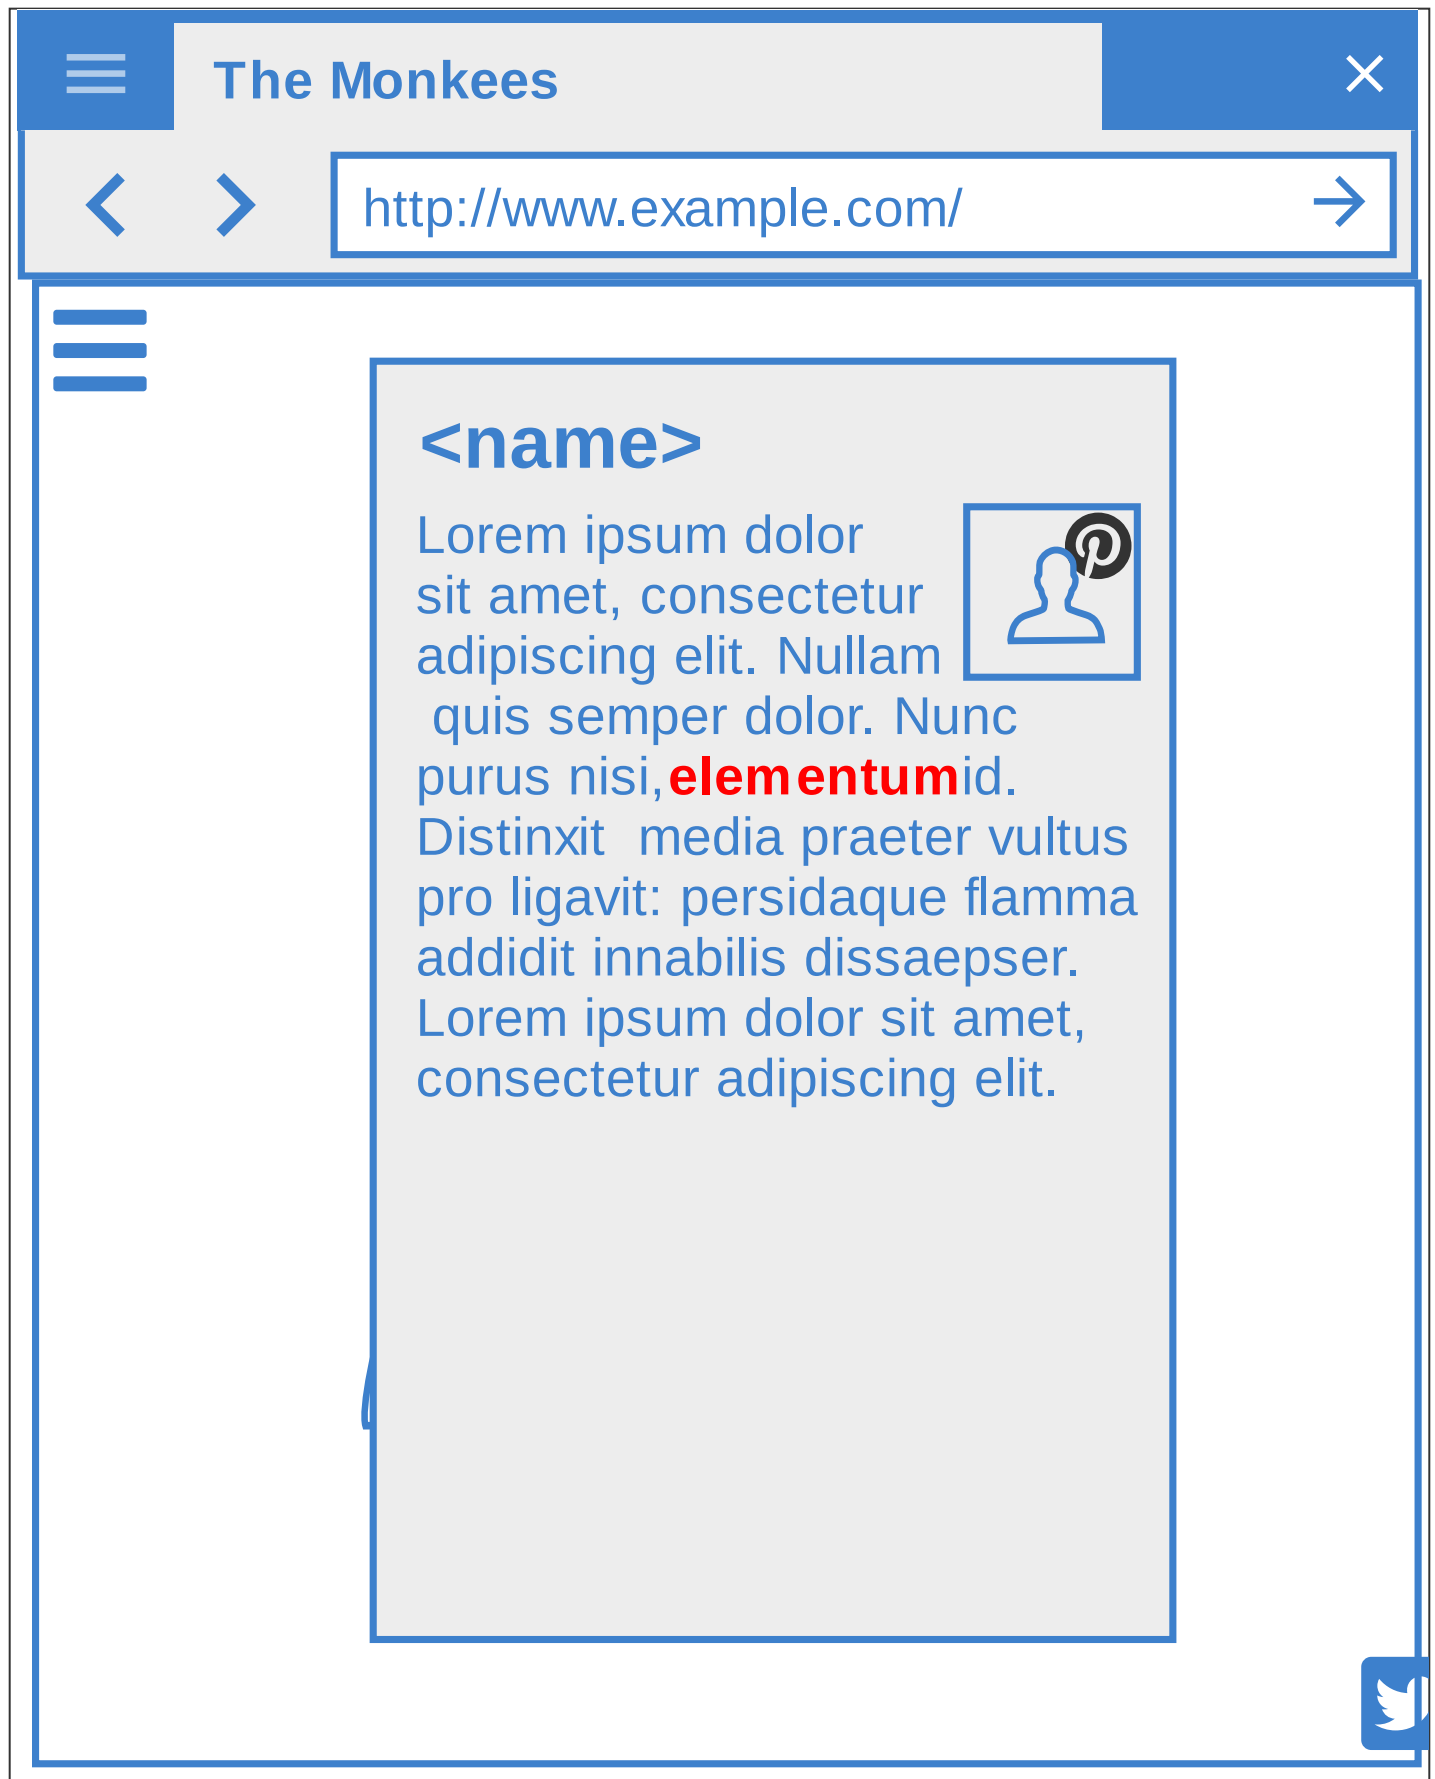 The Monkees
http://www.example.com/
<name>
Lorem ipsum dolor
sit amet, consectetur
adipiscing elit. Nullam
quis semper dolor. Nunc
purus nisi,elementumid.
Distinxit  media praeter vultus
pro ligavit: persidaque flamma
addidit innabilis dissaepser.
Lorem ipsum dolor sit amet,
consectetur adipiscing elit.